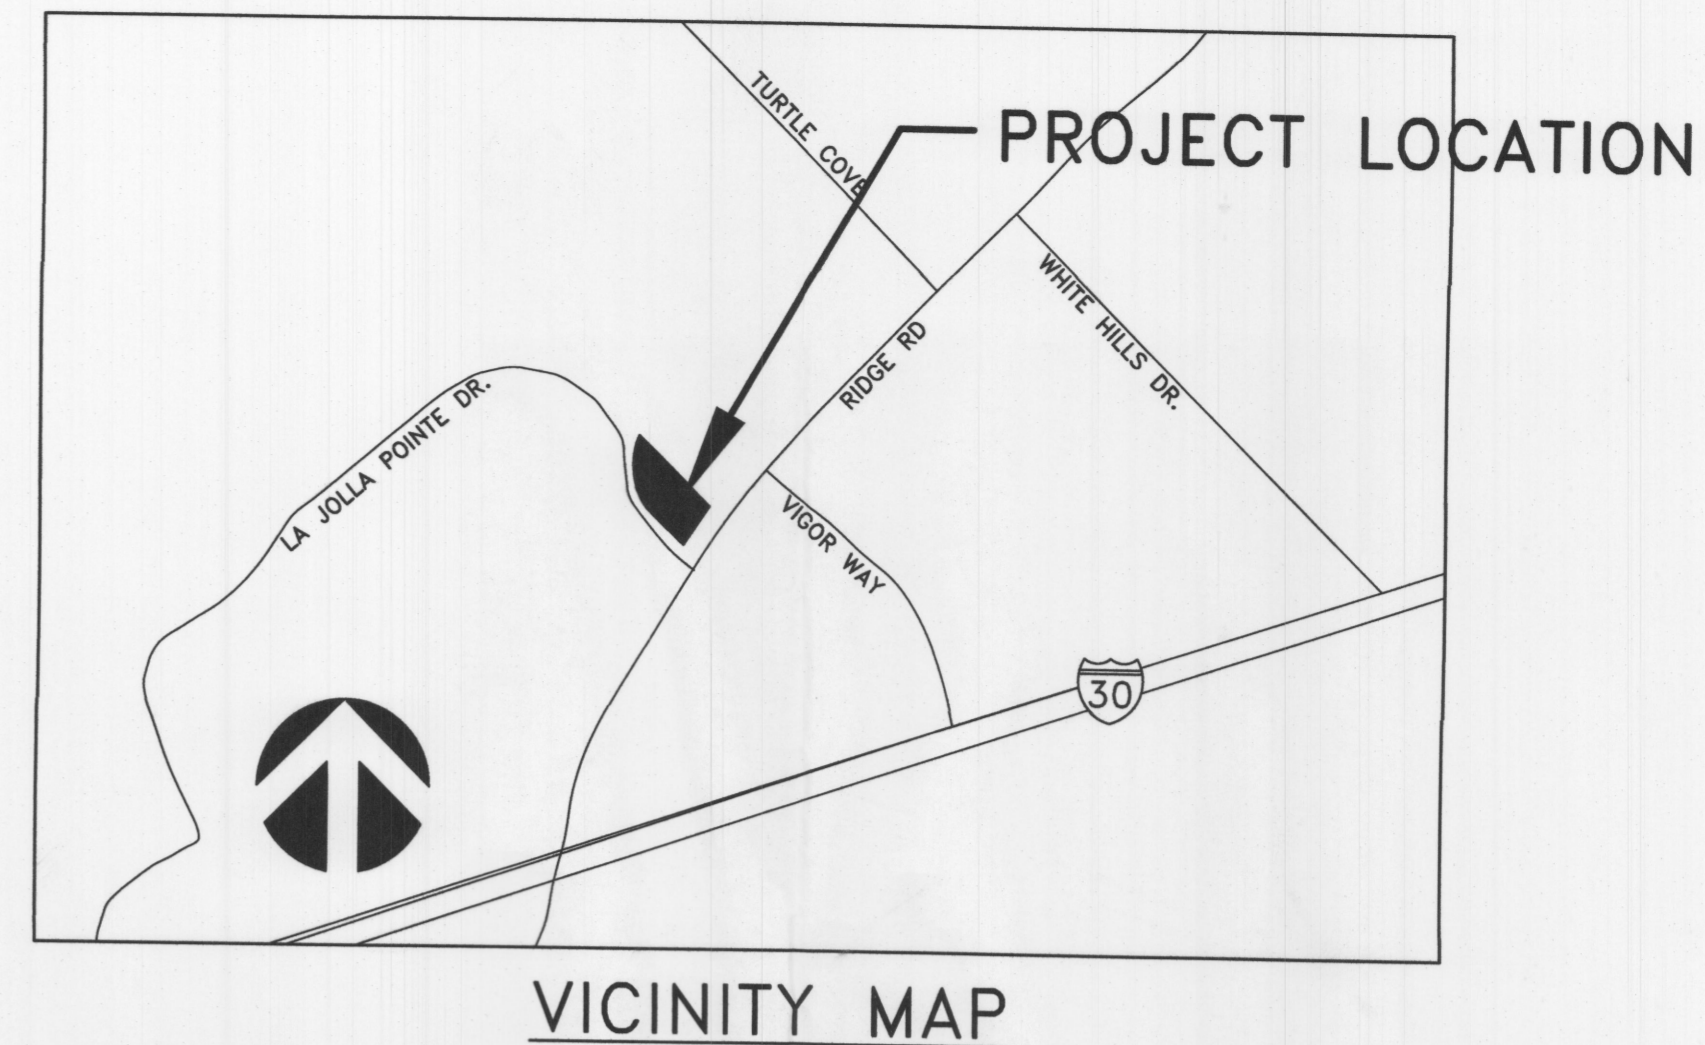 TURTLE COVE
PROJECT LOCATION
WHITE HILLS DR.
RIDGE RD
LA JOLLA POINTE DR.
VIGOR WAY
30
VICINITY MAP